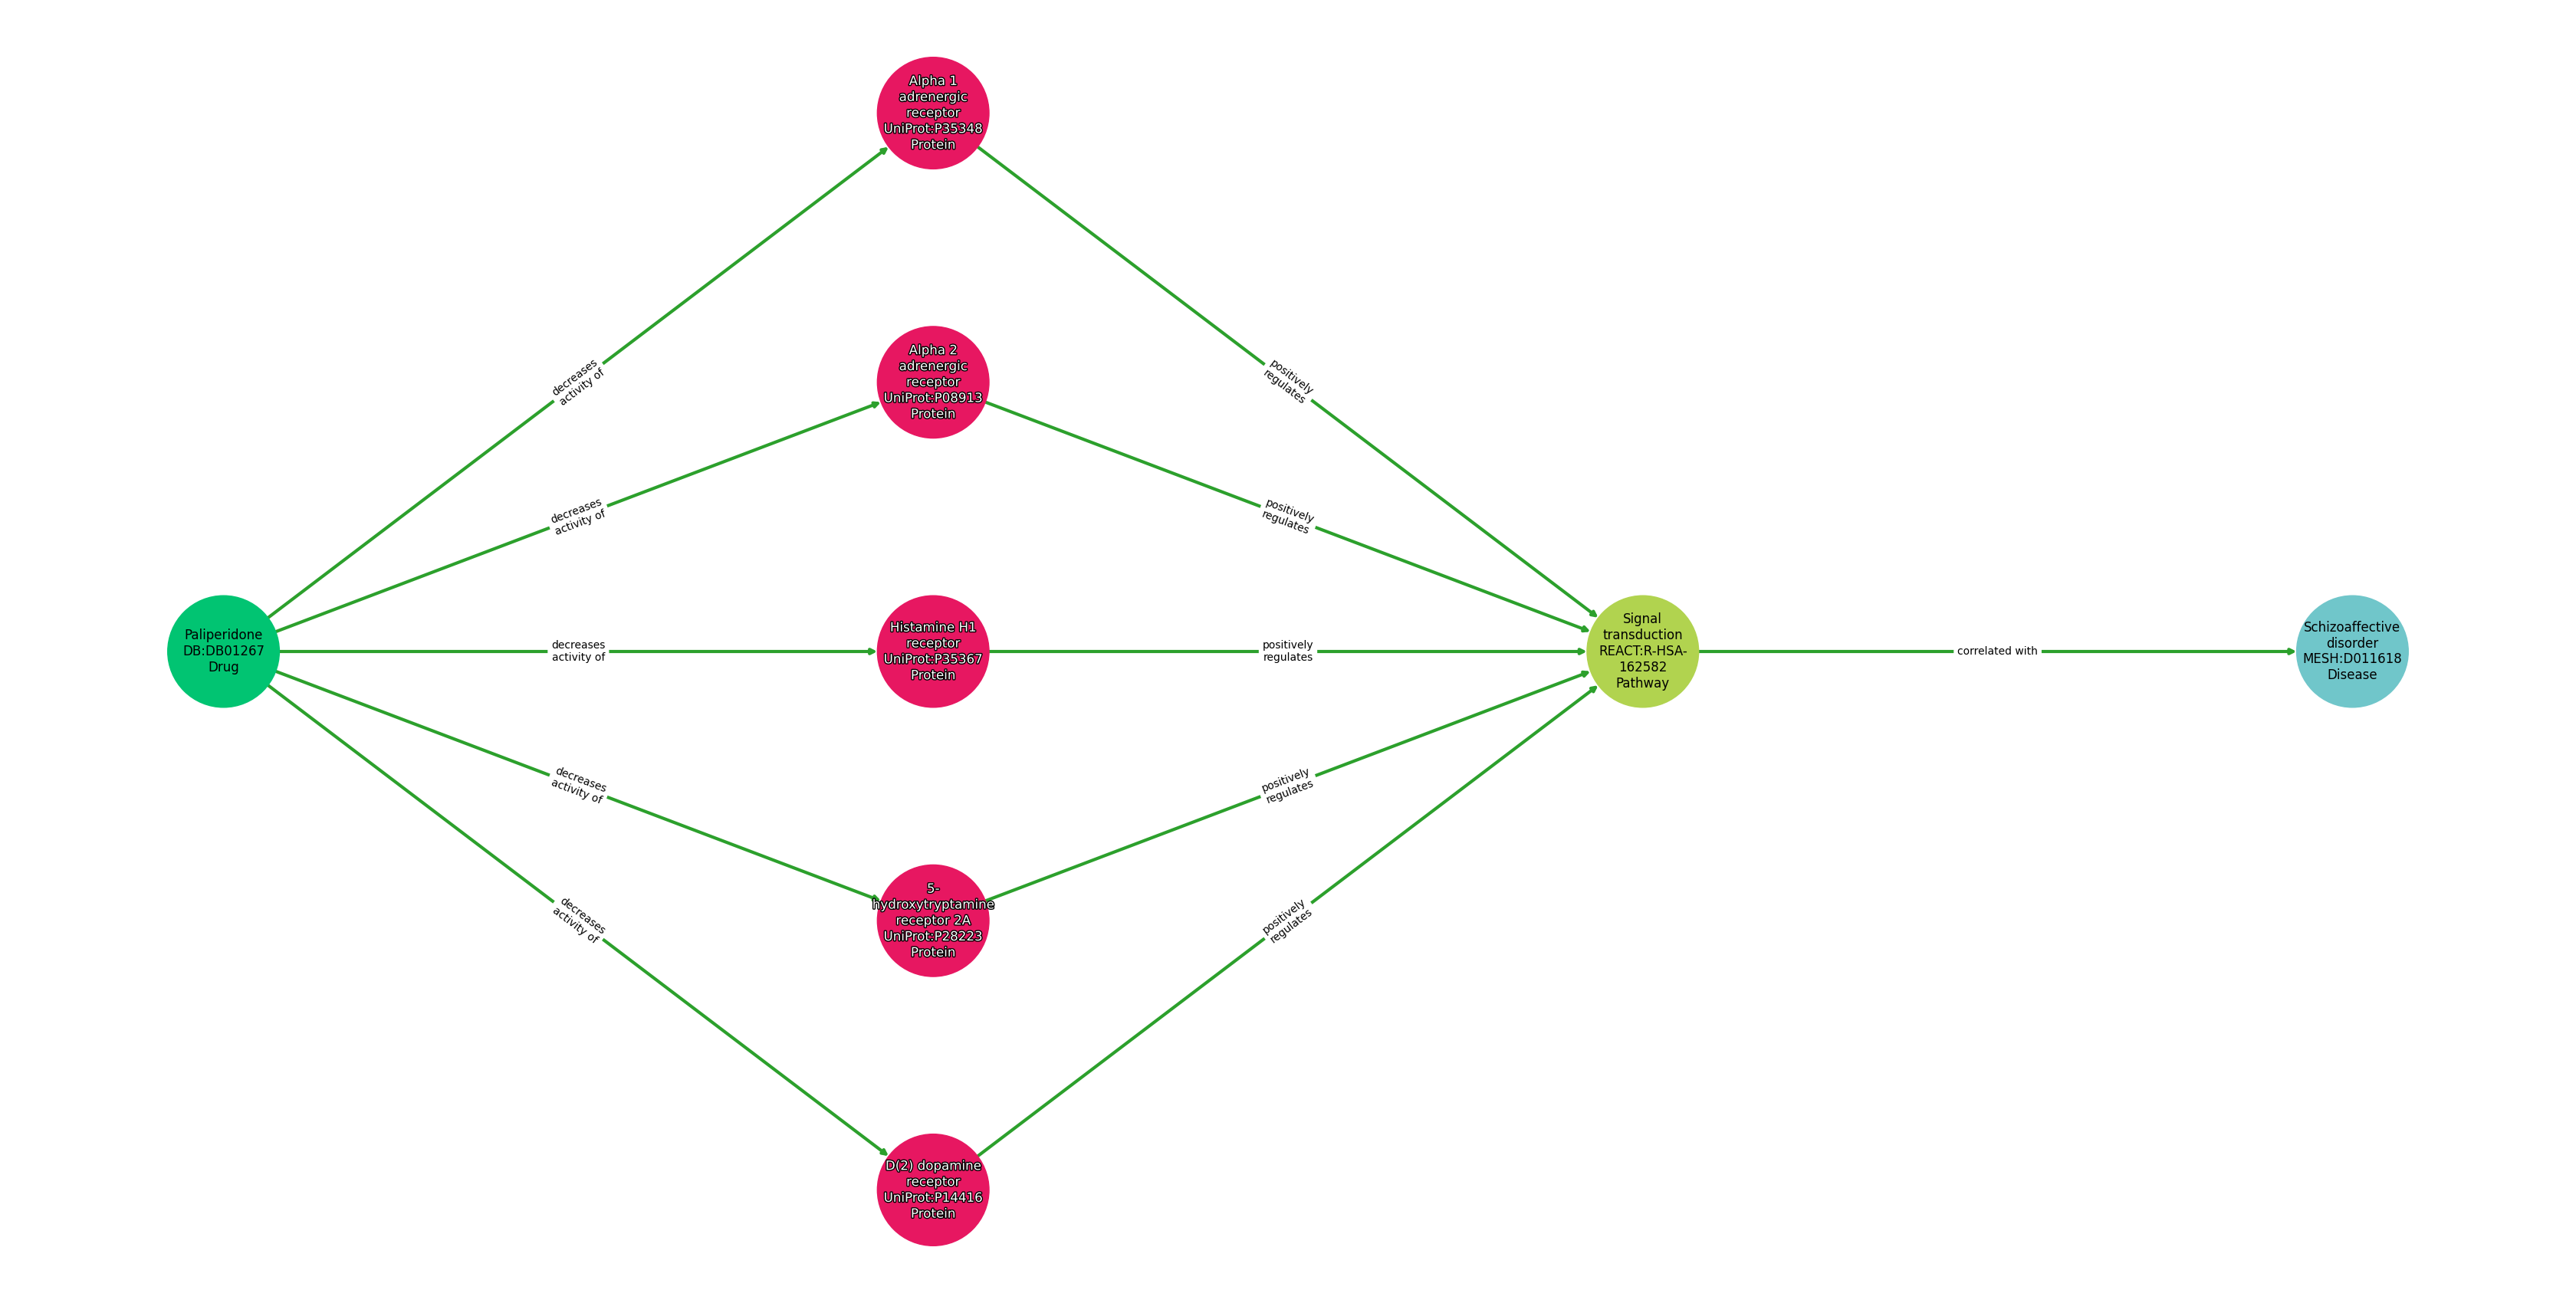 Alpha 1
adrenergic
receptor
UniProt:P35348
Protein
decreases
activity of
positively
regulates
Alpha 2
adrenergic
receptor
UniProt:P08913
Protein
decreases
activity of
positively
regulates
Paliperidone
DB:DB01267
Drug
decreases
activity of
Histamine H1
receptor
UniProt:P35367
Protein
positively
regulates
Signal
transduction
REACT:R-HSA-
162582
Pathway
correlated with
Schizoaffective
disorder
MESH:D011618
Disease
decreases
activity of
positively
regulates
5-
hydroxytryptamine
receptor 2A
UniProt:P28223
Protein
decreases
activity of
positively
regulates
D(2) dopamine
receptor
UniProt:P14416
Protein